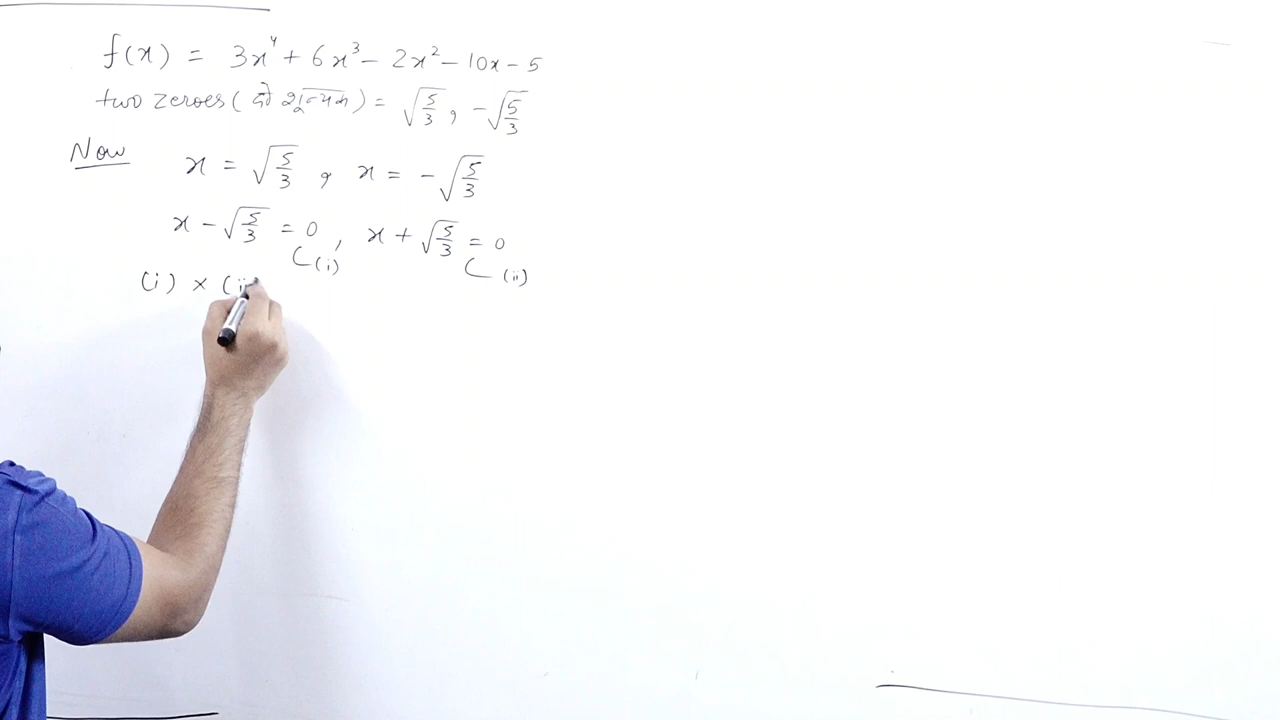 f(x) = 3x⁴ + 6x³ - 2x² - 10x - 5
two zeroes (दो शून्यक) = √5/3, -√5/3
Now x = √5/3, x = -√5/3
x - √5/3 = 0, x + √5/3 = 0
(i) (ii)
(i) × (ii